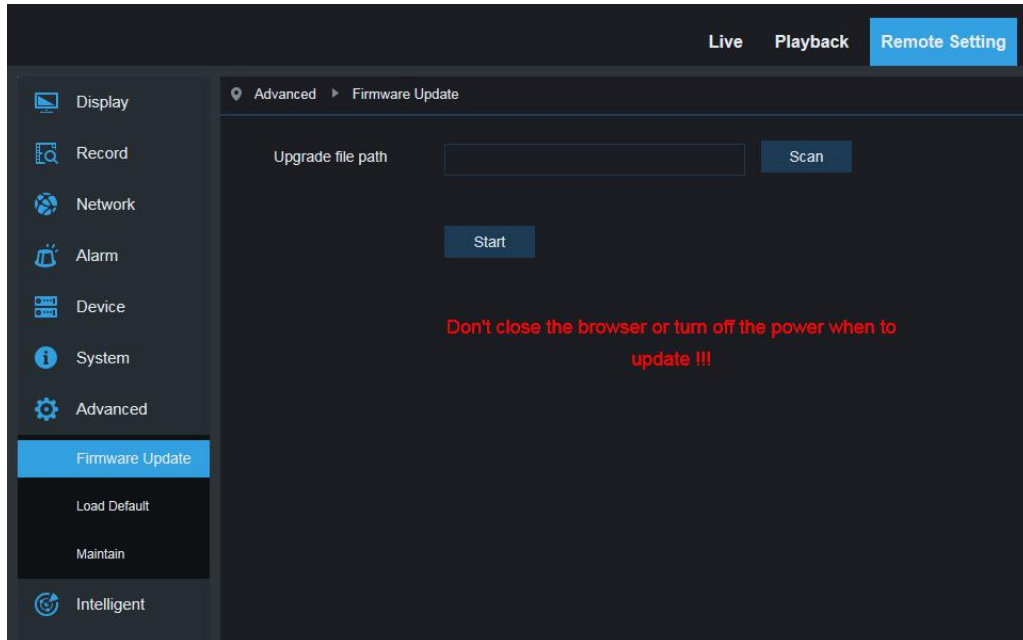 Live Playback Remote Setting
Display
Record
Network
Alarm
Device
System
Advanced
Firmware Update
Load Default
Maintain
Intelligent
Advanced Firmware Update
Upgrade file path Scan
Start
Don't close the browser or turn off the power when to
update !!!